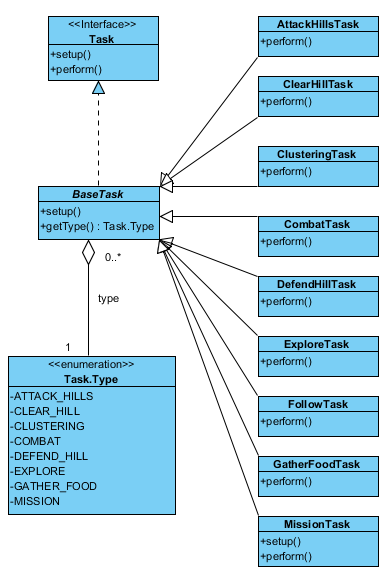 <<Interface>>
Task
+setup()
+perform()
BaseTask
+setup()
+getType() : Task.Type
0..*
type
1
<<enumeration>>
Task.Type
-ATTACK_HILLS
-CLEAR_HILL
-CLUSTERING
-COMBAT
-DEFEND_HILL
-EXPLORE
-GATHER_FOOD
-MISSION
AttackHillsTask
+perform()
ClearHillTask
+perform()
ClusteringTask
+perform()
CombatTask
+perform()
DefendHillTask
+perform()
ExploreTask
+perform()
FollowTask
+perform()
GatherFoodTask
+perform()
MissionTask
+setup()
+perform()